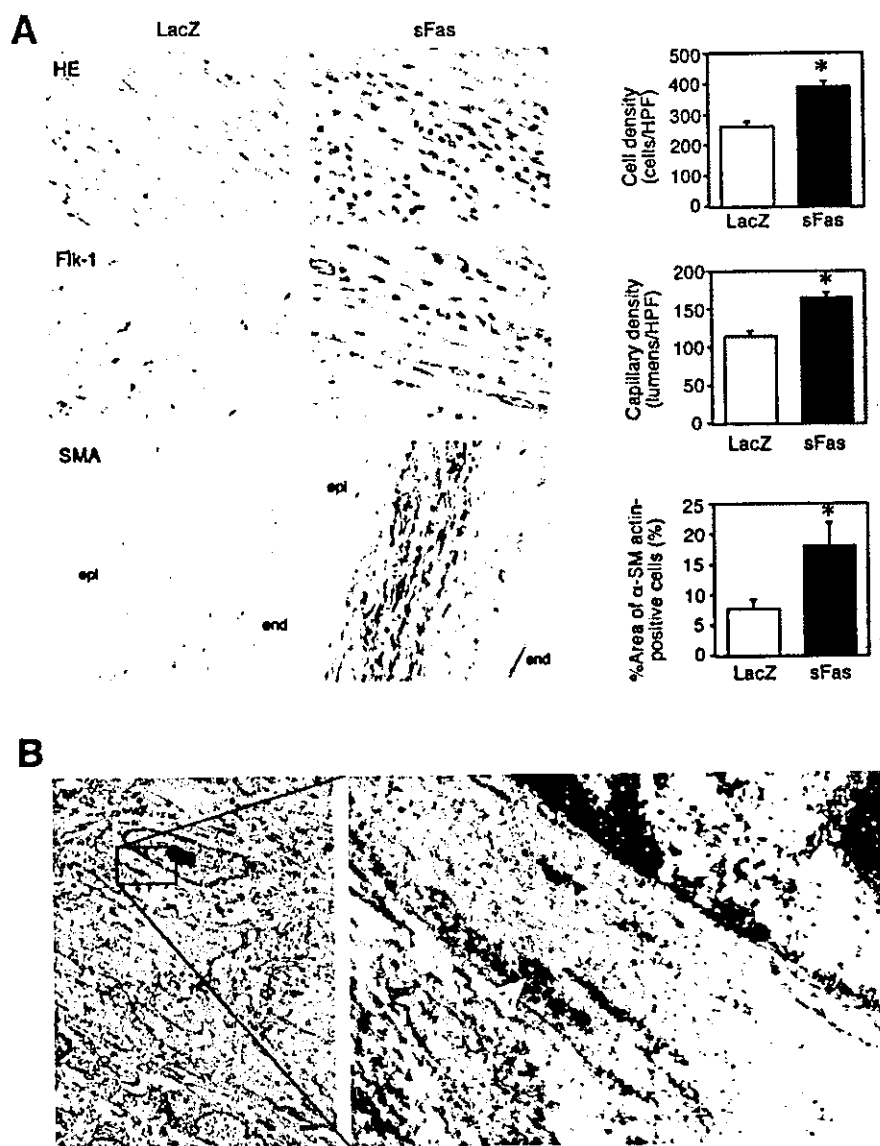 A
LacZ
sFas
HE
Flk-1
SMA
epi
end
epi
end
500
400
300
200
100
0
Cell density
(cells/HPF)
*
LacZ
sFas
200
150
100
50
0
Capillary density
(lumens/HPF)
*
LacZ
sFas
25
20
15
10
5
0
%Area of α-SM actin-
positive cells (%)
*
LacZ
sFas
B